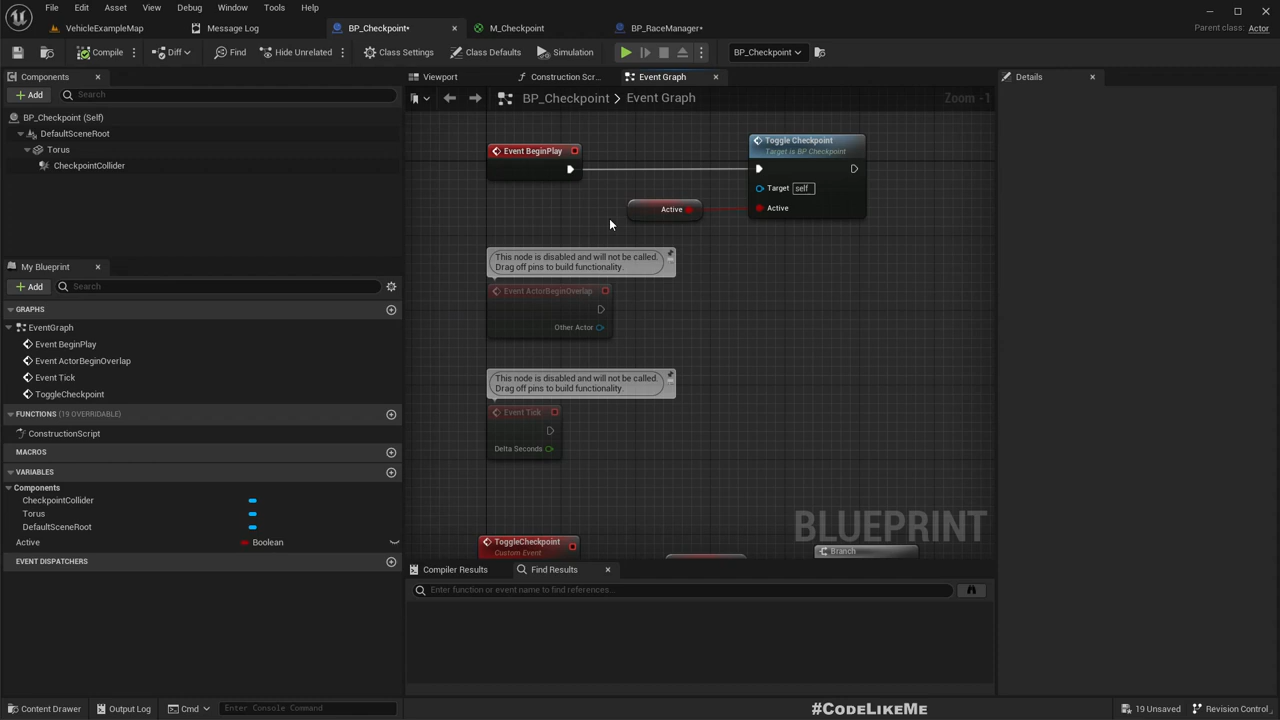 File Edit Asset View Debug Window Tools Help
VehicleExampleMap Message Log BP_Checkpoint* M_Checkpoint BP_RaceManager* Parent class: Actor
Compile Diff Find Hide Unrelated Class Settings Class Defaults Simulation BP_Checkpoint
Components
Add Search
BP_Checkpoint (Self)
DefaultSceneRoot
Torus
CheckpointCollider
My Blueprint
Add Search
GRAPHS
EventGraph
Event BeginPlay
Event ActorBeginOverlap
Event Tick
ToggleCheckpoint
FUNCTIONS (19 OVERRIDABLE)
ConstructionScript
MACROS
VARIABLES
Components
CheckpointCollider
Torus
DefaultSceneRoot
Active Boolean
EVENT DISPATCHERS
Viewport Construction Scr... Event Graph
BP_Checkpoint > Event Graph Zoom -1
Event BeginPlay
Toggle Checkpoint
Target is BP Checkpoint
Target self
Active
Active
This node is disabled and will not be called.
Drag off pins to build functionality.
Event ActorBeginOverlap
Other Actor
This node is disabled and will not be called.
Drag off pins to build functionality.
Event Tick
Delta Seconds
BLUEPRINT
ToggleCheckpoint
Custom Event
Branch
Compiler Results Find Results
Enter function or event name to find references...
Details
Content Drawer Output Log Cmd Enter Console Command #CodeLikeMe 19 Unsaved Revision Control